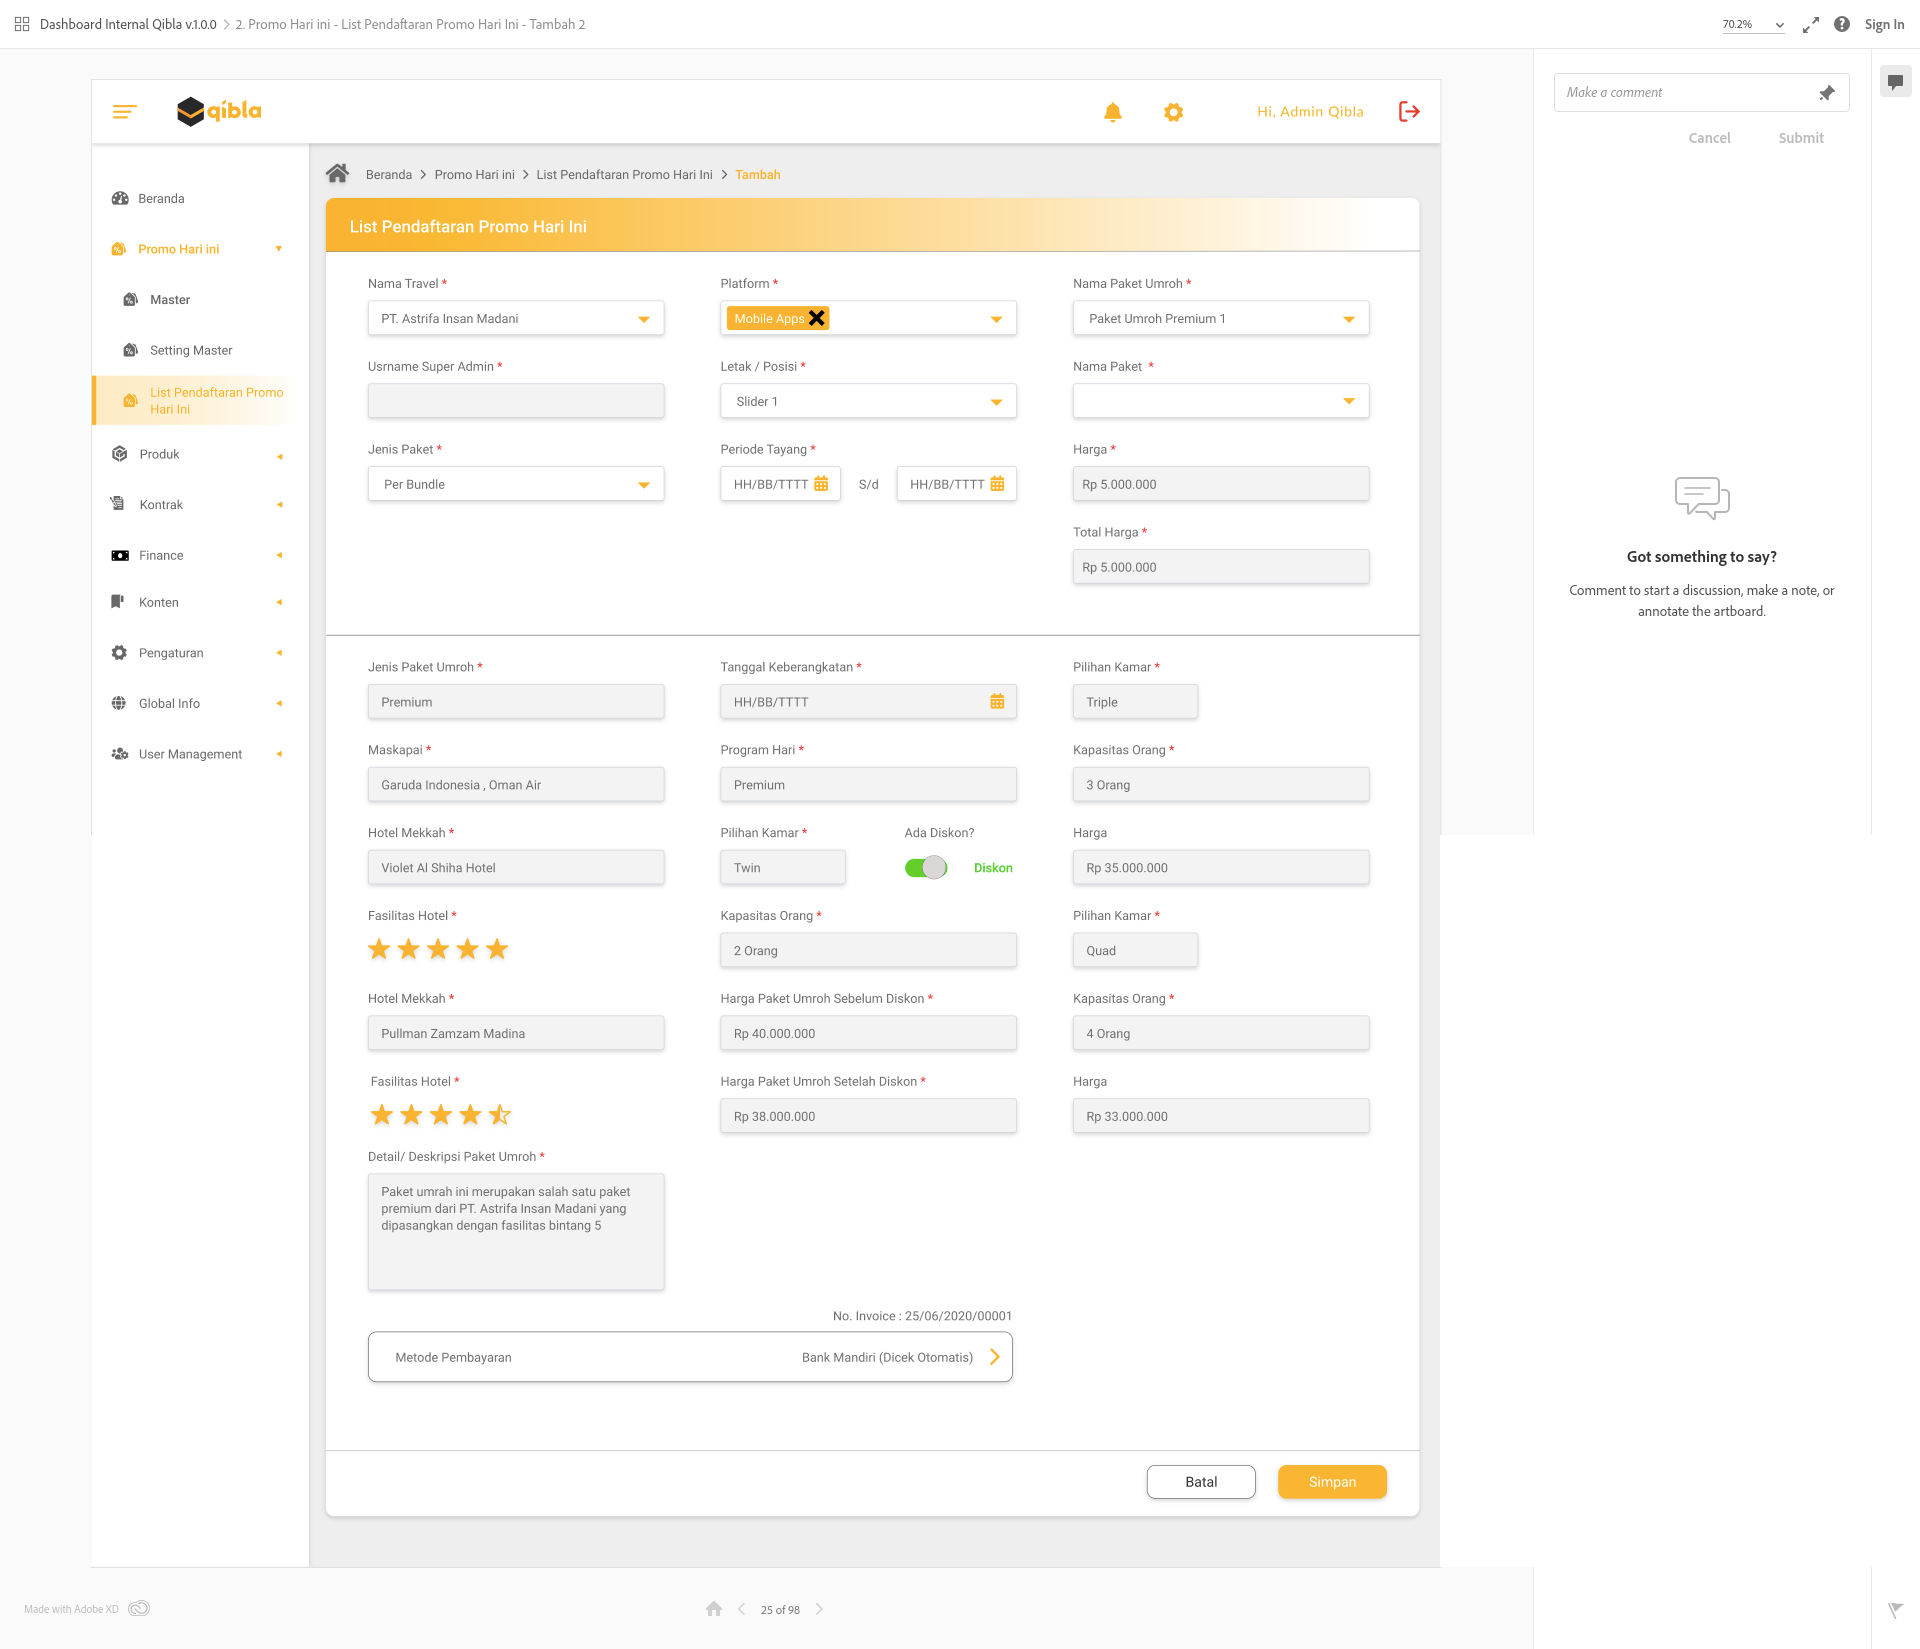 Dashboard Internal Qibla v.1.0.0 2. Promo Hari ini - List Pendaftaran Promo Hari Ini - Tambah 2
70.2%
Sign In
qibla
Hi, Admin Qibla
Make a comment
Cancel Submit
Got something to say?
Comment to start a discussion, make a note, or
annotate the artboard.
Beranda
Promo Hari ini
Master
Setting Master
List Pendaftaran Promo
Hari Ini
Produk
Kontrak
Finance
Konten
Pengaturan
Global Info
User Management
Beranda > Promo Hari ini > List Pendaftaran Promo Hari Ini > Tambah
List Pendaftaran Promo Hari Ini
Nama Travel * Platform * Nama Paket Umroh *
PT. Astrifa Insan Madani Mobile Apps Paket Umroh Premium 1
Usrname Super Admin * Letak / Posisi * Nama Paket *
Slider 1
Jenis Paket * Periode Tayang * Harga *
Per Bundle HH/BB/TTTT S/d HH/BB/TTTT Rp 5.000.000
Total Harga *
Rp 5.000.000
Jenis Paket Umroh * Tanggal Keberangkatan * Pilihan Kamar *
Premium HH/BB/TTTT Triple
Maskapai * Program Hari * Kapasitas Orang *
Garuda Indonesia , Oman Air Premium 3 Orang
Hotel Mekkah * Pilihan Kamar * Ada Diskon? Harga
Violet Al Shiha Hotel Twin Diskon Rp 35.000.000
Fasilitas Hotel * Kapasitas Orang * Pilihan Kamar *
2 Orang Quad
Hotel Mekkah * Harga Paket Umroh Sebelum Diskon * Kapasitas Orang *
Pullman Zamzam Madina Rp 40.000.000 4 Orang
Fasilitas Hotel * Harga Paket Umroh Setelah Diskon * Harga
Rp 38.000.000 Rp 33.000.000
Detail/ Deskripsi Paket Umroh *
Paket umrah ini merupakan salah satu paket
premium dari PT. Astrifa Insan Madani yang
dipasangkan dengan fasilitas bintang 5
No. Invoice : 25/06/2020/00001
Metode Pembayaran Bank Mandiri (Dicek Otomatis)
Batal Simpan
Made with Adobe XD
25 of 98